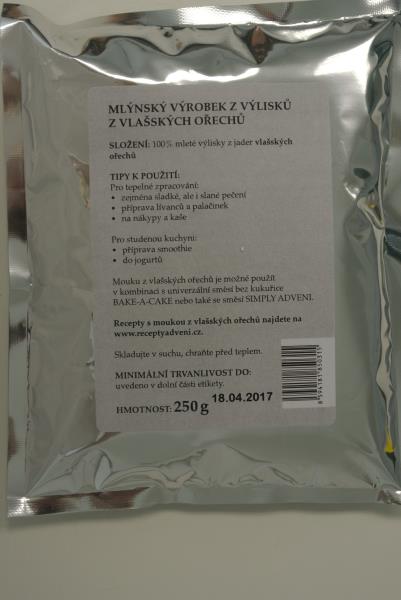 MLÝNSKÝ VÝROBEK Z VÝLISKŮ
Z VLAŠSKÝCH OŘECHŮ
SLOŽENÍ: 100% mleté výlisky z jader vlašských
ořechů
TIPY K POUŽITÍ:
Pro tepelné zpracování:
• zejména sladké, ale i slané pečení
• příprava lívanců a palačinek
• na nákypy a kaše
Pro studenou kuchyni:
• příprava smoothie
• do jogurtů
Mouku z vlašských ořechů je možné použít
v kombinaci s univerzální směsí bez kukuřice
BAKE-A-CAKE nebo také se směsí SIMPLY ADVENI.
Recepty s moukou z vlašských ořechů najdete na
www.receptyadveni.cz.
Skladujte v suchu, chraňte před teplem.
MINIMÁLNÍ TRVANLIVOST DO:
uvedeno v dolní části etikety.
HMOTNOST: 250 g 18.04.2017